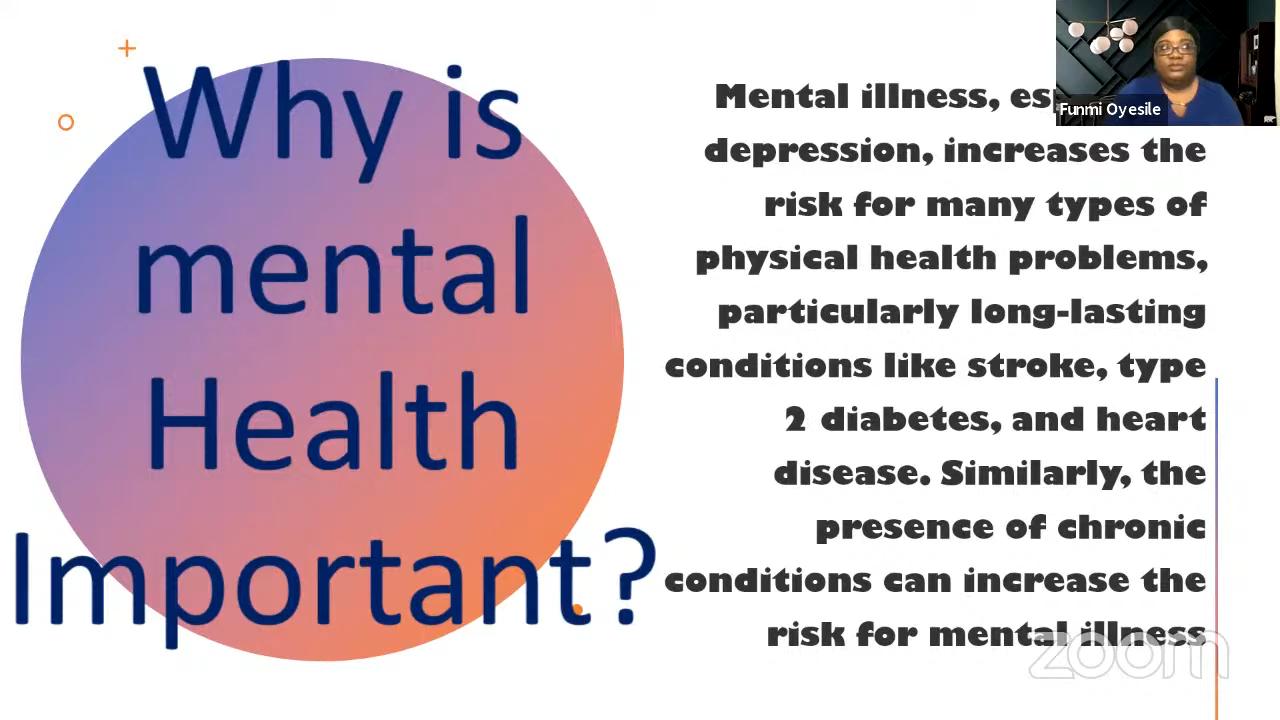 Why is
mental
Health
Important?
Mental illness,
depression, increases the
risk for many types of
physical health problems,
particularly long-lasting
conditions like stroke, type
2 diabetes, and heart
disease. Similarly, the
presence of chronic
conditions can increase the
risk for mental illness
Funmi Oyesile
zoom